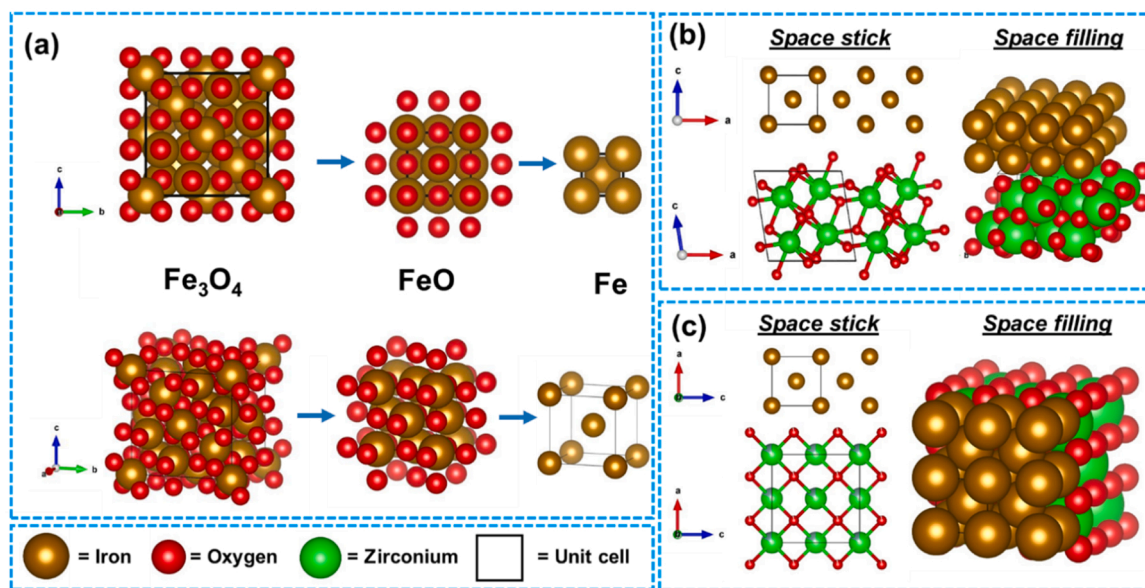 (a)
c
b
Fe₃O₄
FeO
Fe
c
a
b
= Iron
= Oxygen
= Zirconium
= Unit cell
(b)
Space stick
Space filling
c
a
c
a
(c)
Space stick
Space filling
a
c
a
c